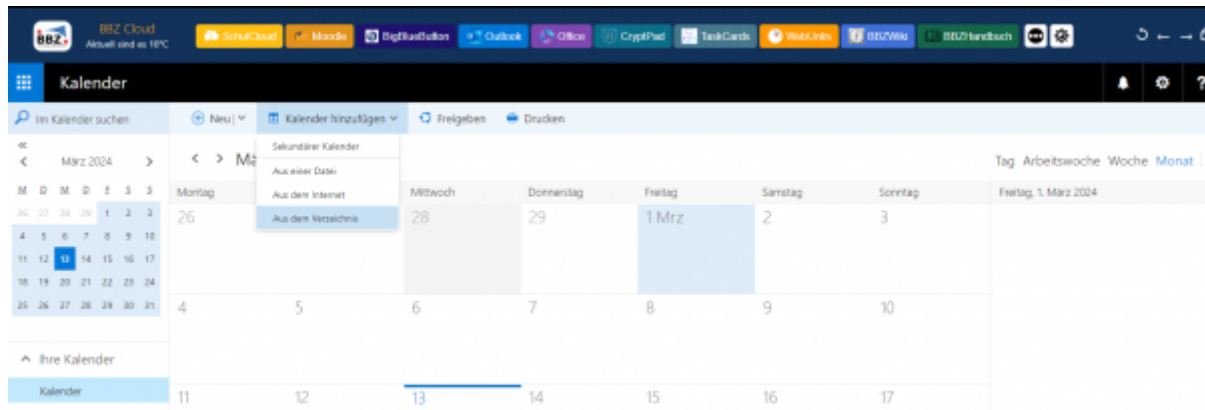 BBZ
BBZ Cloud
Aktuell sind es 10°C
SchulCloud
Moodle
BigBlueButton
Outlook
Office
CryptPad
TaskCards
WebUntis
BBZWiki
BBZHandbuch
Kalender
Im Kalender suchen
Neu
Kalender hinzufügen
Freigeben
Drucken
Sekundärer Kalender
Aus einer Datei
Aus dem Internet
Aus dem Verzeichnis
März 2024
M D M D F S S
26 27 28 29 1 2 3
4 5 6 7 8 9 10
11 12 13 14 15 16 17
18 19 20 21 22 23 24
25 26 27 28 29 30 31
Mä
Tag Arbeitswoche Woche Monat
Montag Mittwoch Donnerstag Freitag Samstag Sonntag
Freitag, 1. März 2024
26 28 29 1 Mrz 2 3
4 5 6 7 8 9 10
11 12 13 14 15 16 17
Ihre Kalender
Kalender